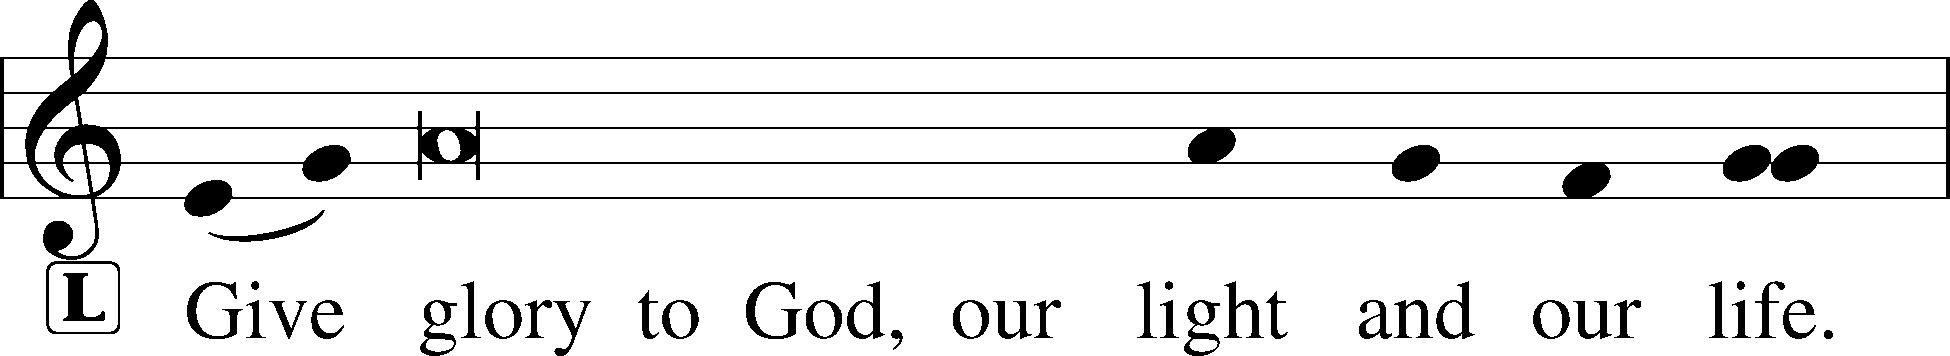 L Give glory to God, our light and our life.